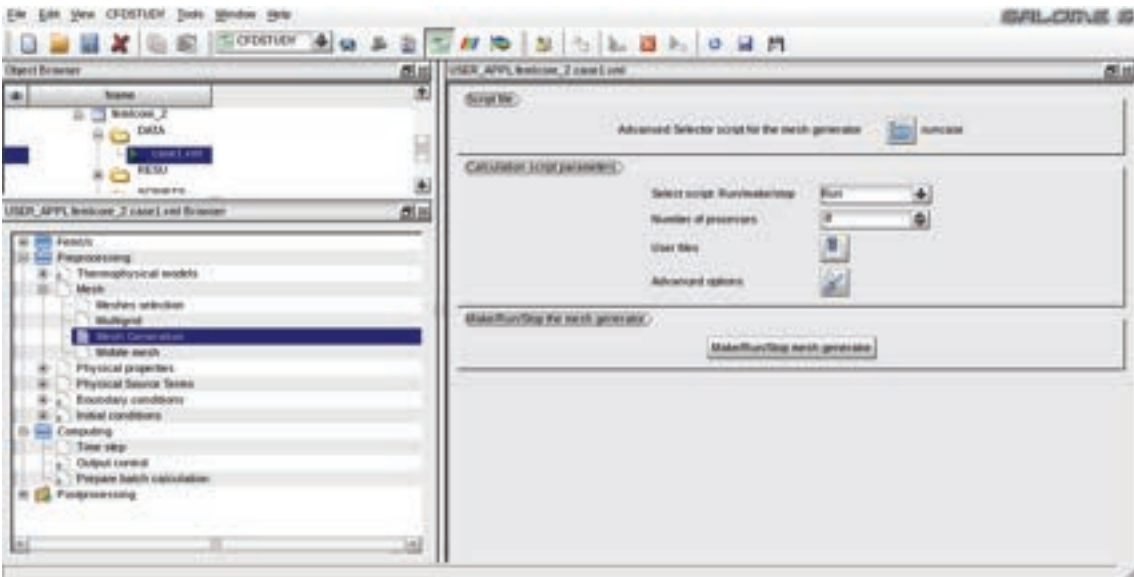 File Edit View CFDSTUDY Tools Window Help
SALOME
CFDSTUDY
Object Browser
Name
DATA
case1.xml
RESU
Browser
Preprocessing
Thermophysical models
Mesh
Meshes selection
Multigrid
Mesh Generation
Mobile mesh
Physical properties
Physical Source Terms
Boundary conditions
Initial conditions
Computing
Time step
Output control
Prepare batch calculation
Postprocessing
Script file
Advanced Selector script for the mesh generator
runcase
Calculation script parameters
Select script Run/make/stop
Run
Number of processors
User files
Advanced options
Make/Run/Stop the mesh generator
Make/Run/Stop mesh generator